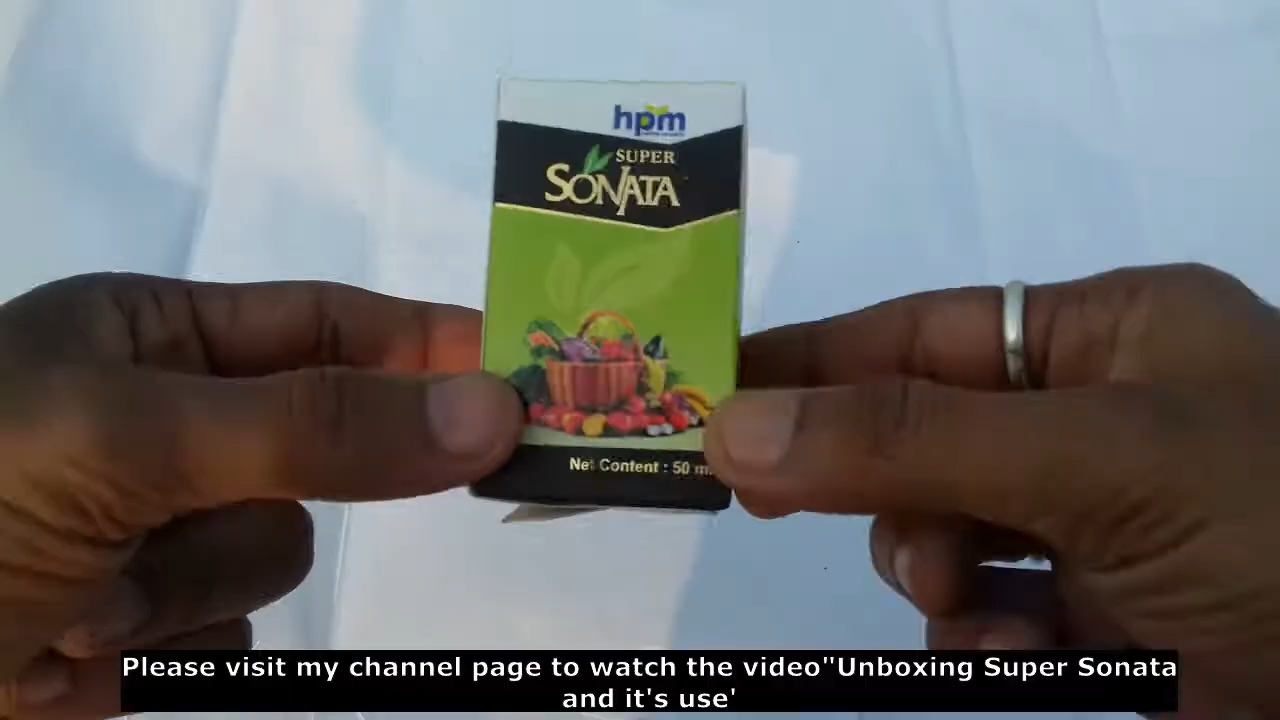 hpm
SUPER
SONATA
Net Content : 50
Please visit my channel page to watch the video"Unboxing Super Sonata
and it's use'